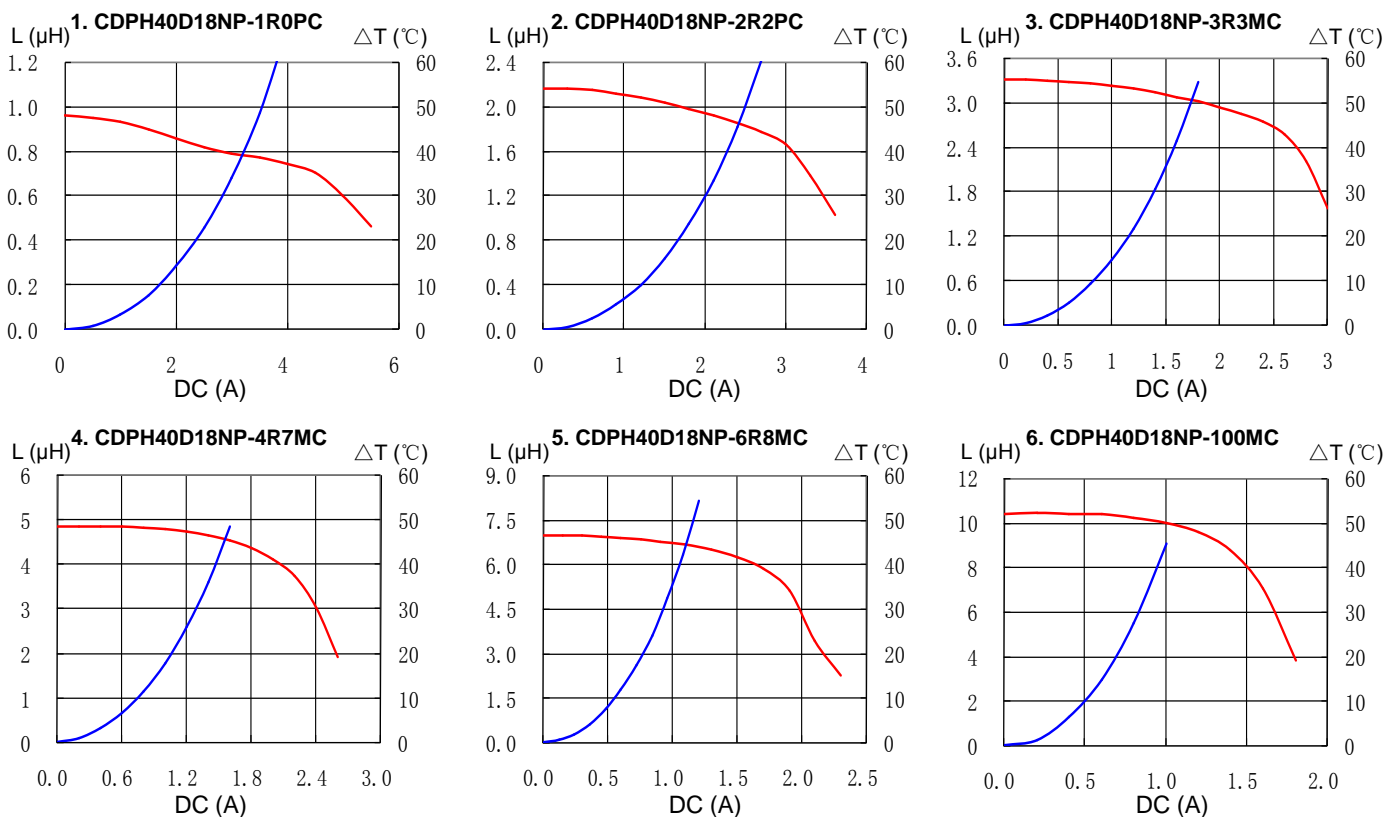 1. CDPH40D18NP-1R0PC
L (μH)
△T (℃)
1.2
1.0
0.8
0.6
0.4
0.2
0.0
60
50
40
30
20
10
0
0 2 4 6
DC (A)
2. CDPH40D18NP-2R2PC
L (μH)
△T (℃)
2.4
2.0
1.6
1.2
0.8
0.4
0.0
60
50
40
30
20
10
0
0 1 2 3 4
DC (A)
3. CDPH40D18NP-3R3MC
L (μH)
△T (℃)
3.6
3.0
2.4
1.8
1.2
0.6
0.0
60
50
40
30
20
10
0
0 0.5 1 1.5 2 2.5 3
DC (A)
4. CDPH40D18NP-4R7MC
L (μH)
△T (℃)
6
5
4
3
2
1
0
60
50
40
30
20
10
0
0.0 0.6 1.2 1.8 2.4 3.0
DC (A)
5. CDPH40D18NP-6R8MC
L (μH)
△T (℃)
9.0
7.5
6.0
4.5
3.0
1.5
0.0
60
50
40
30
20
10
0
0.0 0.5 1.0 1.5 2.0 2.5
DC (A)
6. CDPH40D18NP-100MC
L (μH)
△T (℃)
12
10
8
6
4
2
0
60
50
40
30
20
10
0
0.0 0.5 1.0 1.5 2.0
DC (A)